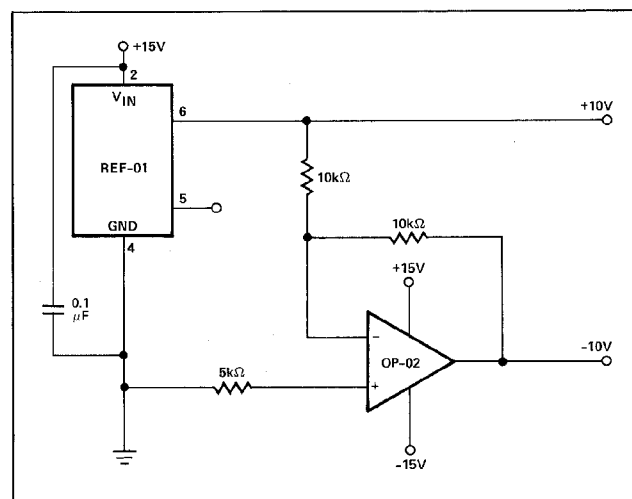 +15V
2
VIN
6
+10V
REF-01
10kΩ
5
10kΩ
GND
4
+15V
0.1
μF
−
OP-02
-10V
5kΩ
+
-15V